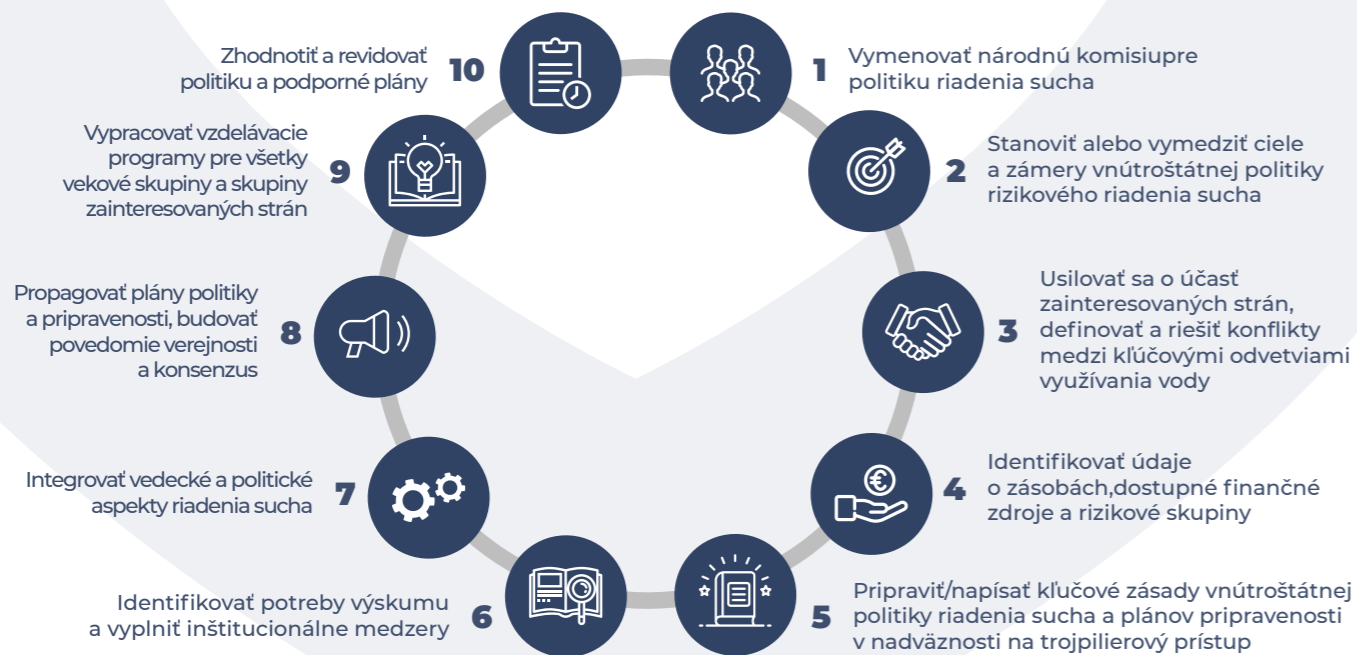 1
Vymenovať národnú komisiupre
politiku riadenia sucha
2
Stanoviť alebo vymedziť ciele
a zámery vnútroštátnej politiky
rizikového riadenia sucha
3
Usilovať sa o účasť
zainteresovaných strán,
definovať a riešiť konflikty
medzi kľúčovými odvetviami
využívania vody
4
Identifikovať údaje
o zásobách,dostupné finančné
zdroje a rizikové skupiny
5
Pripraviť/napísať kľučové zásady vnútroštátnej
politiky riadenia sucha a plánov pripravenosti
v nadväznosti na trojpilierový prístup
6
Identifikovať potreby výskumu
a vyplniť inštitucionálne medzery
7
Integrovať vedecké a politické
aspekty riadenia sucha
8
Propagovať plány politiky
a pripravenosti, budovať
povedomie verejnosti
a konsenzus
9
Vypracovať vzdelávacie
programy pre všetky
vekové skupiny a skupiny
zainteresovaných strán
10
Zhodnotiť a revidovať
politiku a podporné plány